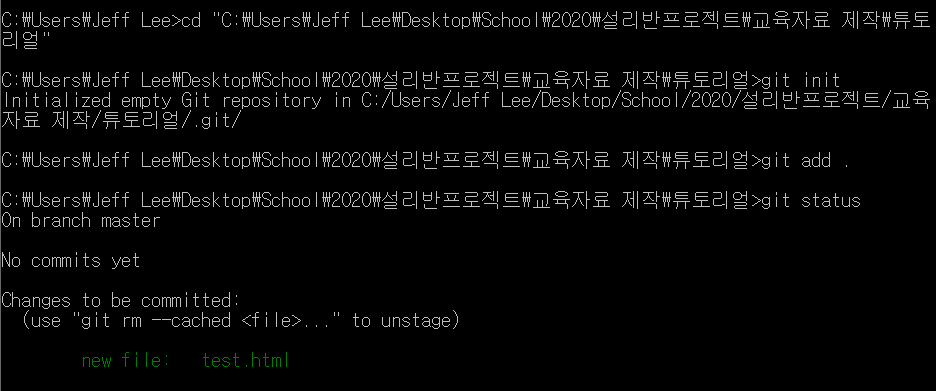 C:₩Users₩Jeff Lee>cd "C:₩Users₩Jeff Lee₩Desktop₩School₩2020₩설리반프로젝트₩교육자료 제작₩튜토
리얼"
C:₩Users₩Jeff Lee₩Desktop₩School₩2020₩설리반프로젝트₩교육자료 제작₩튜토리얼>git init
Initialized empty Git repository in C:/Users/Jeff Lee/Desktop/School/2020/설리반프로젝트/교육
자료 제작/튜토리얼/.git/
C:₩Users₩Jeff Lee₩Desktop₩School₩2020₩설리반프로젝트₩교육자료 제작₩튜토리얼>git add .
C:₩Users₩Jeff Lee₩Desktop₩School₩2020₩설리반프로젝트₩교육자료 제작₩튜토리얼>git status
On branch master
No commits yet
Changes to be committed:
(use "git rm --cached <file>..." to unstage)
new file:   test.html